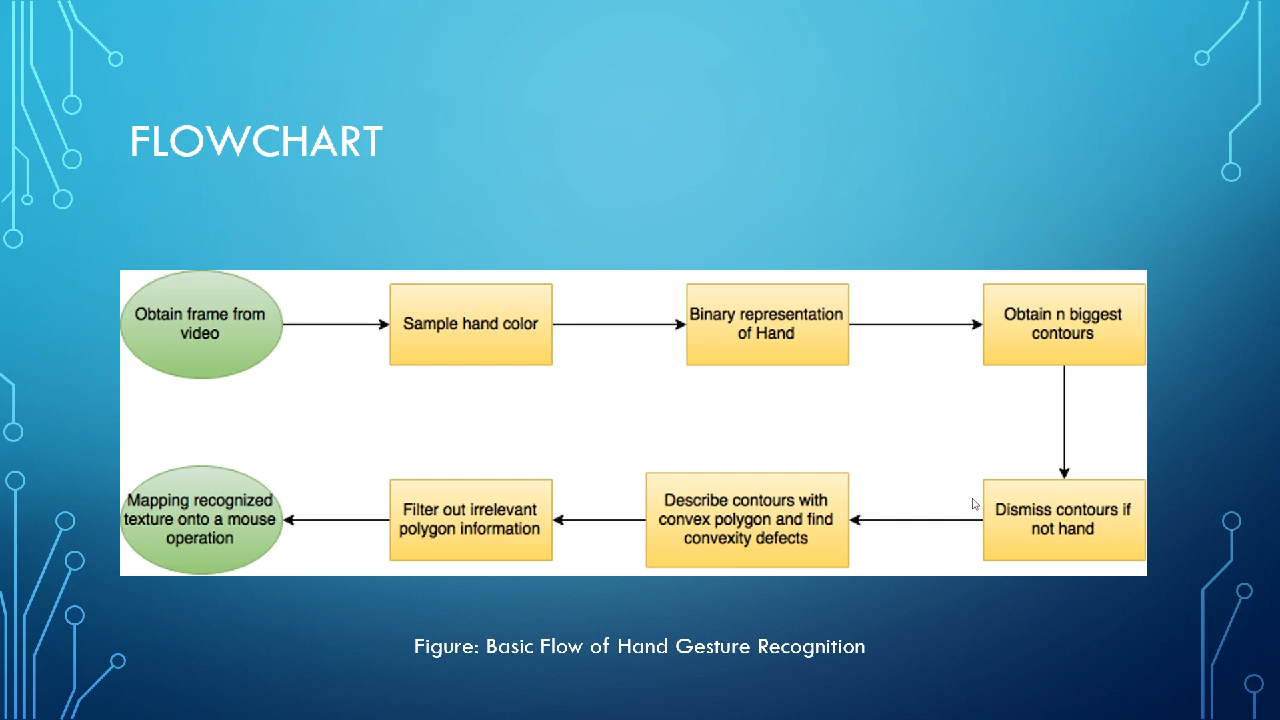 FLOWCHART
Obtain frame from
video
Sample hand color
Binary representation
of Hand
Obtain n biggest
contours
Dismiss contours if
not hand
Describe contours with
convex polygon and find
convexity defects
Filter out irrelevant
polygon information
Mapping recognized
texture onto a mouse
operation
Figure: Basic Flow of Hand Gesture Recognition